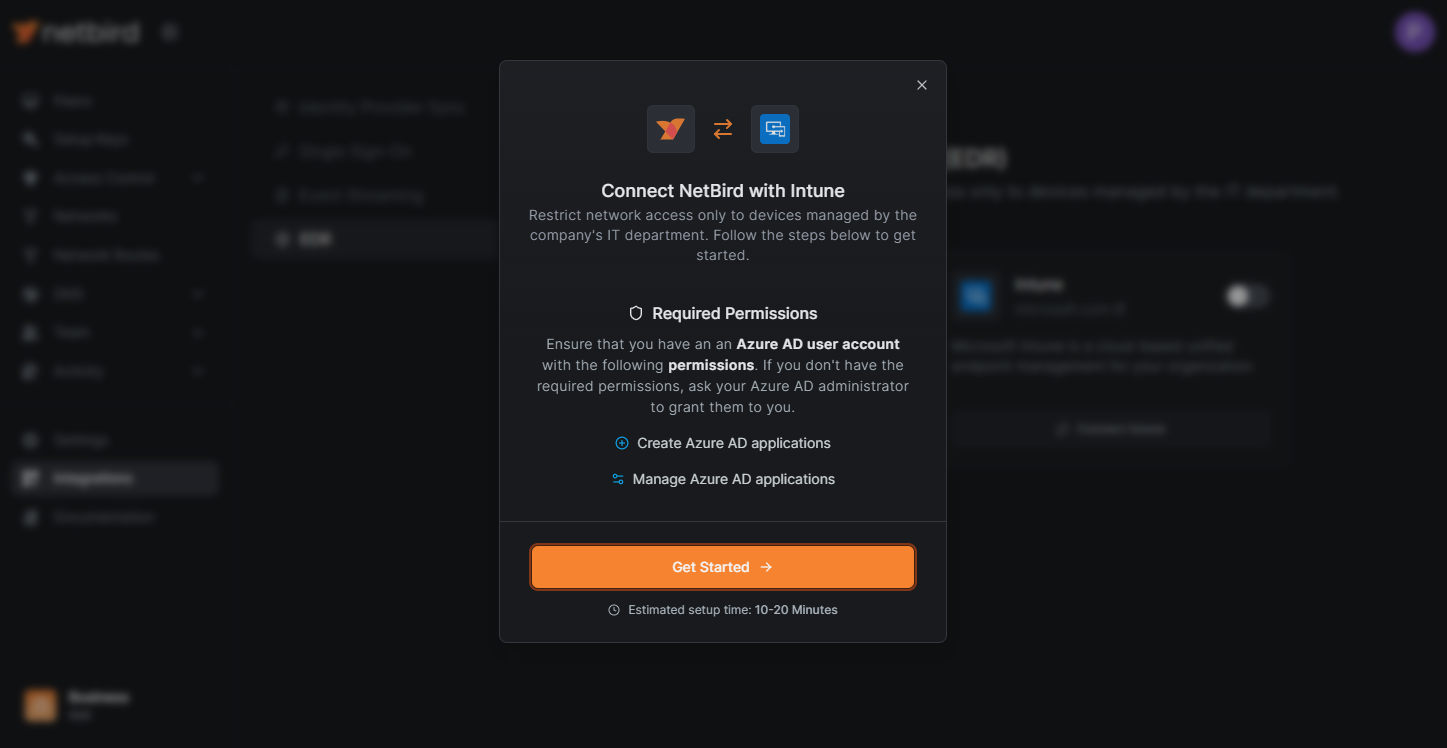 netbird
Peers
Setup Keys
Access Control
Networks
Network Routes
DNS
Team
Activity
Settings
Integrations
Documentation
Business
Identity Provider Sync
Single Sign-On
Event Streaming
EDR
(EDR)
only to devices managed by the IT department.
Intune
microsoft.com
Microsoft Intune is a cloud-based unified
endpoint management for your organization.
Connect Intune
Connect NetBird with Intune
Restrict network access only to devices managed by the
company's IT department. Follow the steps below to get
started.
Required Permissions
Ensure that you have an an Azure AD user account
with the following permissions. If you don't have the
required permissions, ask your Azure AD administrator
to grant them to you.
Create Azure AD applications
Manage Azure AD applications
Get Started
Estimated setup time: 10-20 Minutes